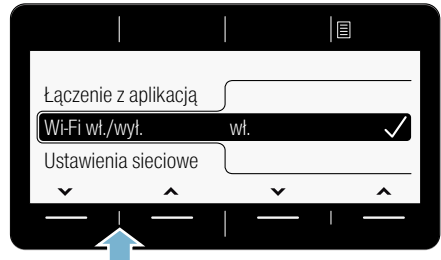 Łączenie z aplikacją
Wi-Fi wł./wył. wł.
Ustawienia sieciowe